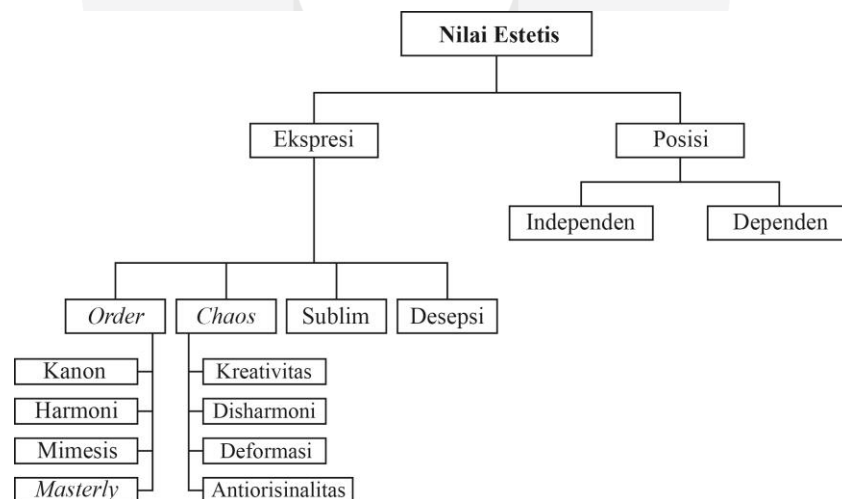 Nilai Estetis
Ekspresi
Posisi
Independen
Dependen
Order
Chaos
Sublim
Desepsi
Kanon
Kreativitas
Harmoni
Disharmoni
Mimesis
Deformasi
Masterly
Antiorisinalitas